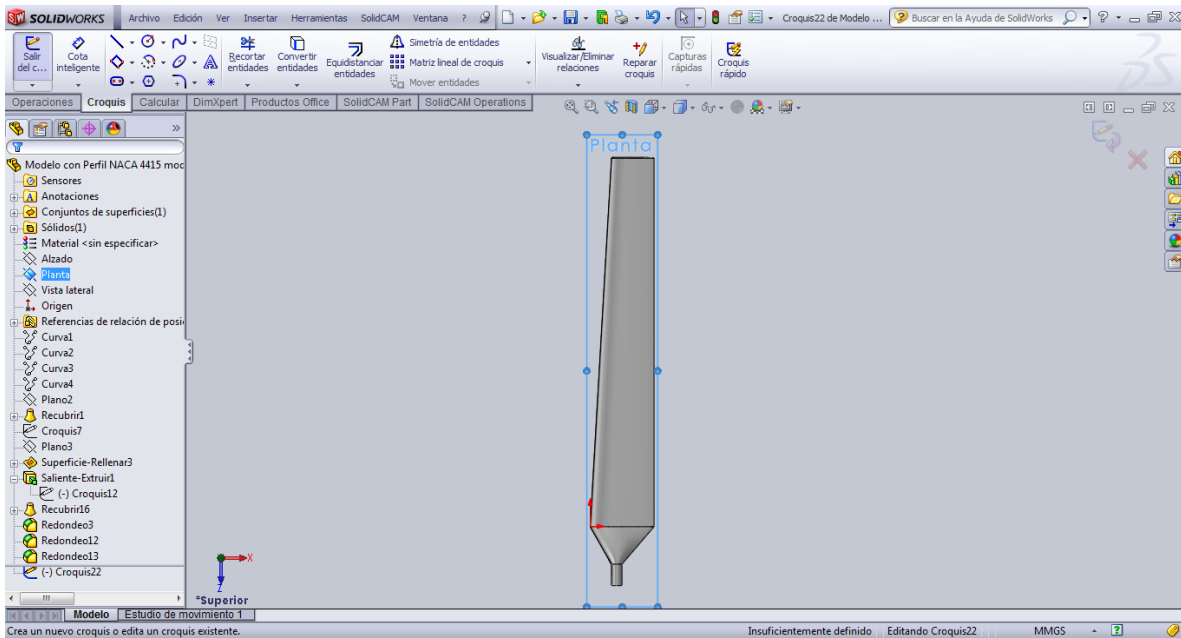 SOLIDWORKS Archivo Edición Ver Insertar Herramientas SolidCAM Ventana ? Croquis22 de Modelo ... Buscar en la Ayuda de SolidWorks
Salir del c...
Cota inteligente
Recortar entidades
Convertir entidades
Equidistanciar entidades
Simetría de entidades
Matriz lineal de croquis
Mover entidades
Visualizar/Eliminar relaciones
Reparar croquis
Capturas rápidas
Croquis rápido
Operaciones Croquis Calcular DimXpert Productos Office SolidCAM Part SolidCAM Operations
Planta
Modelo con Perfil NACA 4415 moc
Sensores
Anotaciones
Conjuntos de superficies(1)
Sólidos(1)
Material <sin especificar>
Alzado
Planta
Vista lateral
Origen
Referencias de relación de posi
Curva1
Curva2
Curva3
Curva4
Plano2
Recubrir1
Croquis7
Plano3
Superficie-Rellenar3
Saliente-Extruir1
(-) Croquis12
Recubrir16
Redondeo3
Redondeo12
Redondeo13
(-) Croquis22
X
Z
*Superior
Modelo Estudio de movimiento 1
Crea un nuevo croquis o edita un croquis existente. Insuficientemente definido Editando Croquis22 MMGS